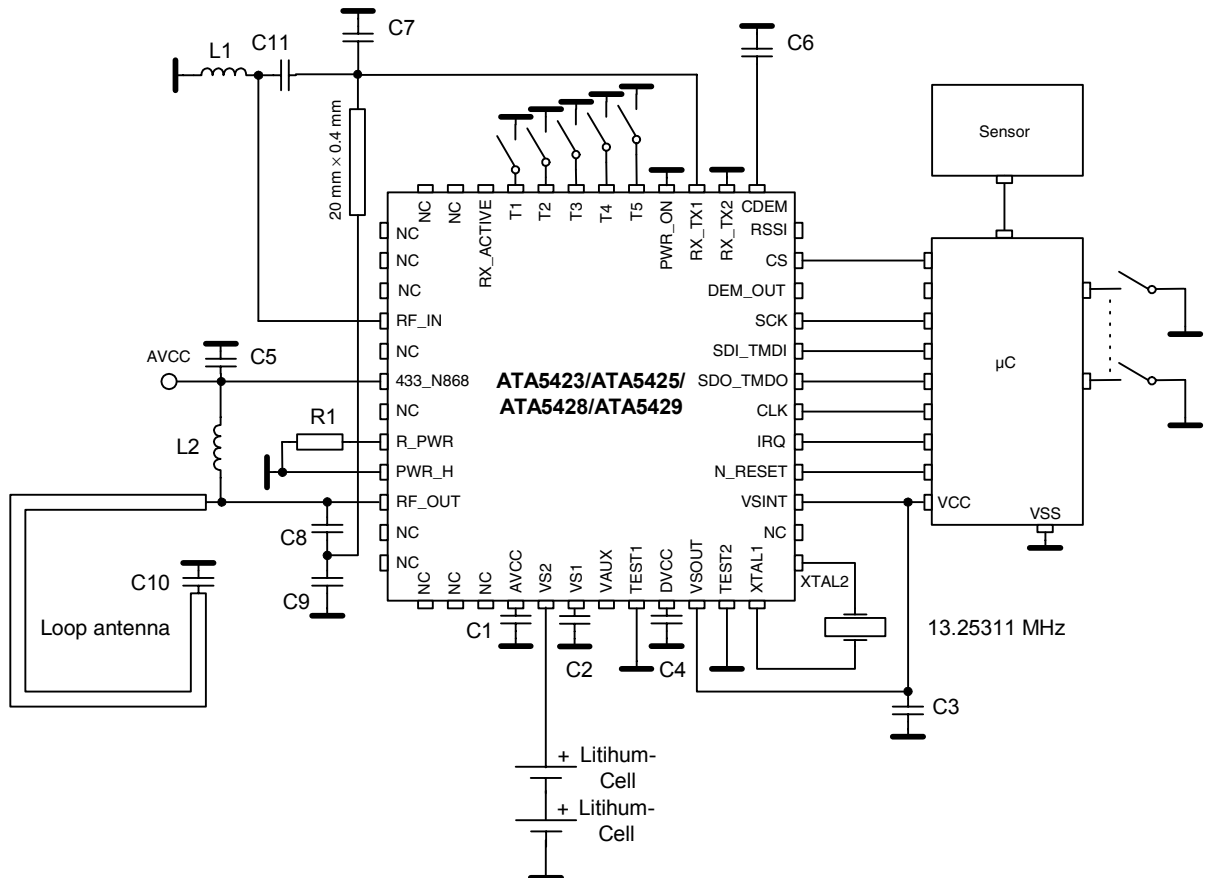 C7
C11
L1
C6
20 mm × 0.4 mm
Sensor
NC
NC
RX_ACTIVE
T1
T2
T3
T4
T5
PWR_ON
RX_TX1
RX_TX2
CDEM
NC
NC
NC
RF_IN
NC
433_N868
NC
R_PWR
PWR_H
RF_OUT
NC
NC
RSSI
CS
DEM_OUT
SCK
SDI_TMDI
SDO_TMDO
CLK
IRQ
N_RESET
VSINT
NC
XTAL2
ATA5423/ATA5425/
ATA5428/ATA5429
µC
VCC
VSS
AVCC
C5
L2
R1
C8
C9
C10
Loop antenna
NC
NC
NC
AVCC
VS2
VS1
VAUX
TEST1
DVCC
VSOUT
TEST2
XTAL1
C1
C2
C4
13.25311 MHz
C3
+ Litihum-
Cell
+ Litihum-
Cell